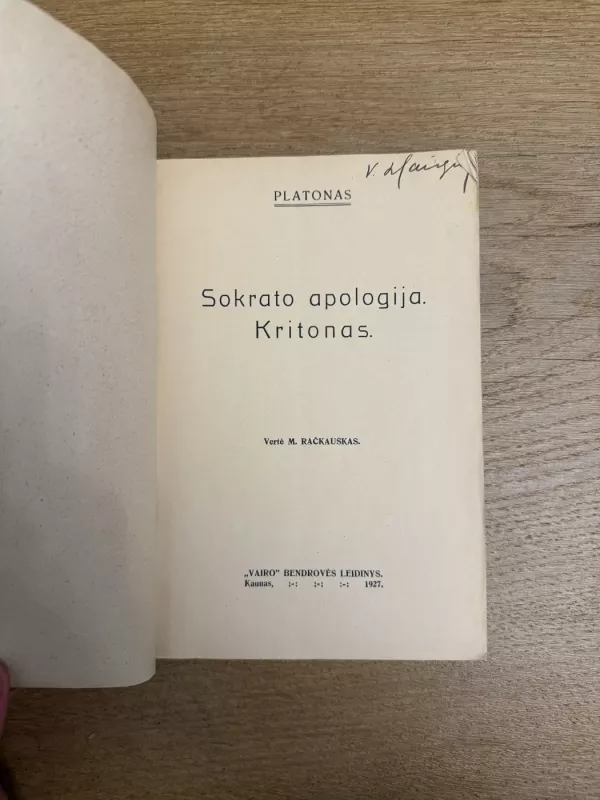 V.
PLATONAS
Sokrato apologija.
Kritonas.
Vertė M. RAČKAUSKAS.
„VAIRO” BENDROVĖS LEIDINYS.
Kaunas, :-: :-: :-: 1927.